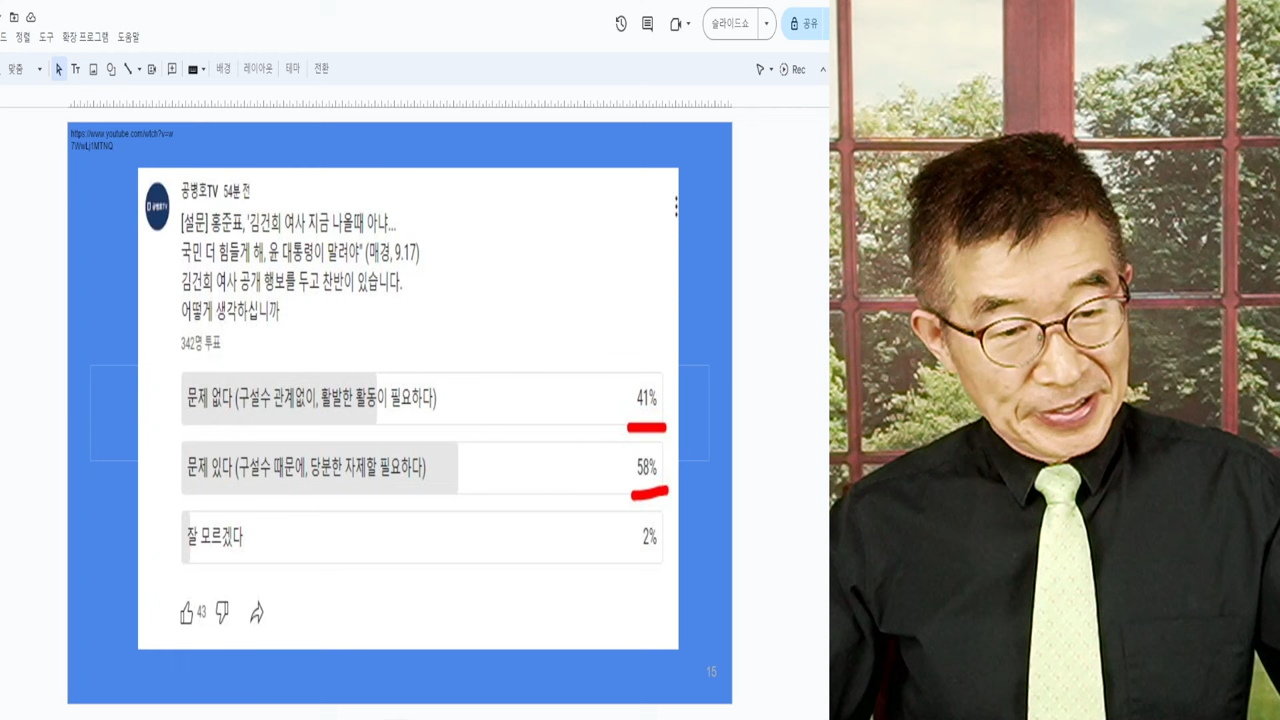 드 정렬 도구 확장 프로그램 도움말
슬라이드쇼
공유
맞춤
배경 레이아웃 테마 전환
Rec
https://www.youtube.com/wtch?v=w
7WwLj1MTNQ
공병호TV 54분 전
[설문] 홍준표, '김건희 여사 지금 나올때 아냐...
국민 더 힘들게 해, 윤 대통령이 말려야" (매경, 9.17)
김건희 여사 공개 행보를 두고 찬반이 있습니다.
어떻게 생각하십니까
342명 투표
문제 없다 (구설수 관계없이, 활발한 활동이 필요하다) 41%
문제 있다 (구설수 때문에, 당분한 자제할 필요하다) 58%
잘 모르겠다 2%
43
15